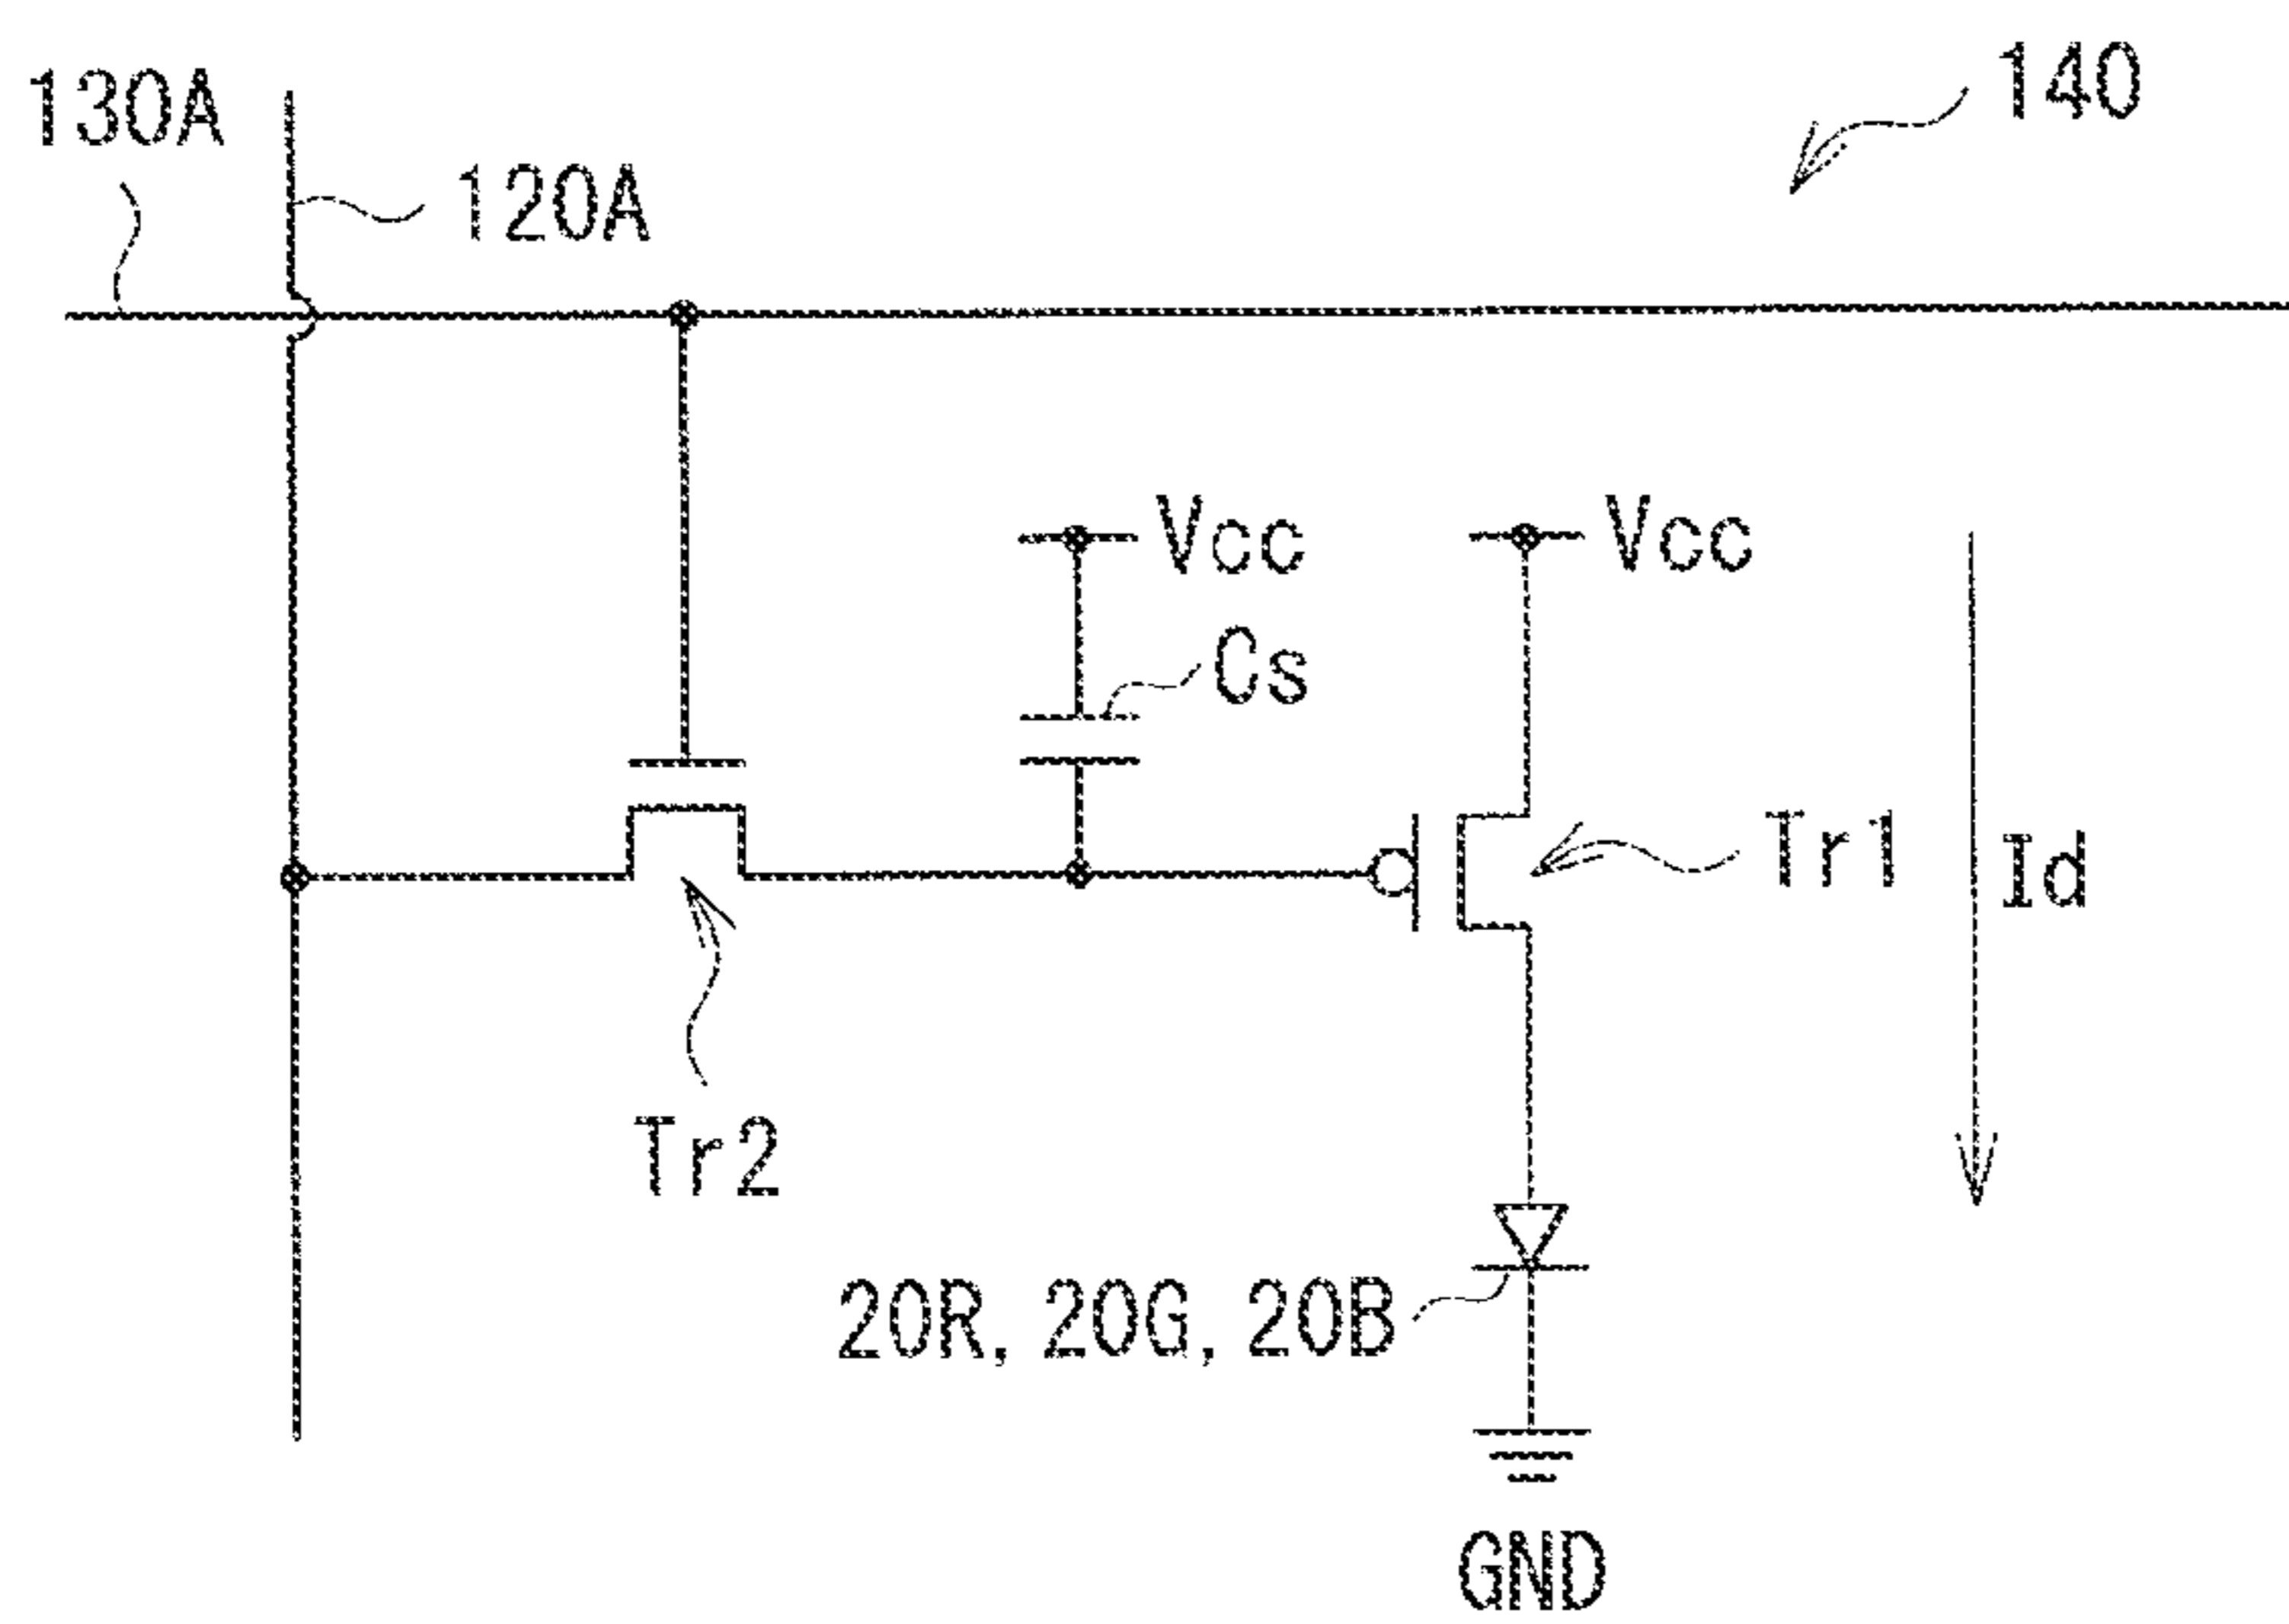 140
130A
120A
Vcc
Vcc
Cs
Tr1
Id
Tr2
20R, 20G, 20B
GND